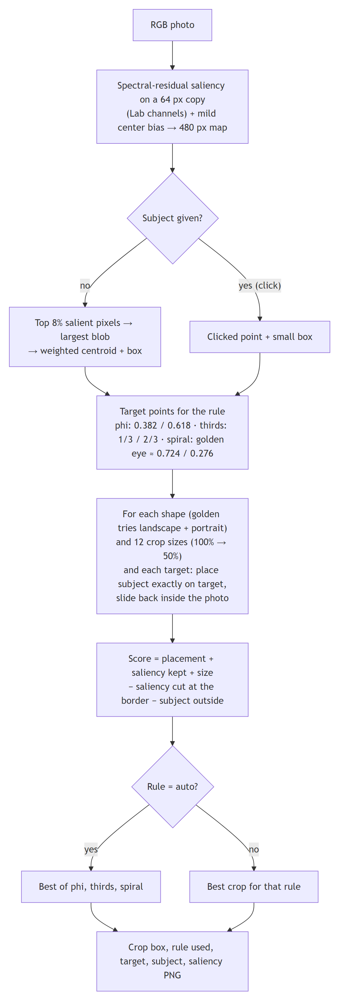 RGB photo
Spectral-residual saliency
on a 64 px copy
(Lab channels) + mild
center bias → 480 px map
Subject given?
no
yes (click)
Top 8% salient pixels →
largest blob
→ weighted centroid + box
Clicked point + small box
Target points for the rule
phi: 0.382 / 0.618 · thirds:
1/3 / 2/3 · spiral: golden
eye ≈ 0.724 / 0.276
For each shape (golden
tries landscape + portrait)
and 12 crop sizes (100% →
50%)
and each target: place
subject exactly on target,
slide back inside the photo
Score = placement +
saliency kept + size
− saliency cut at the
border − subject outside
Rule = auto?
yes
no
Best of phi, thirds, spiral
Best crop for that rule
Crop box, rule used,
target, subject, saliency
PNG